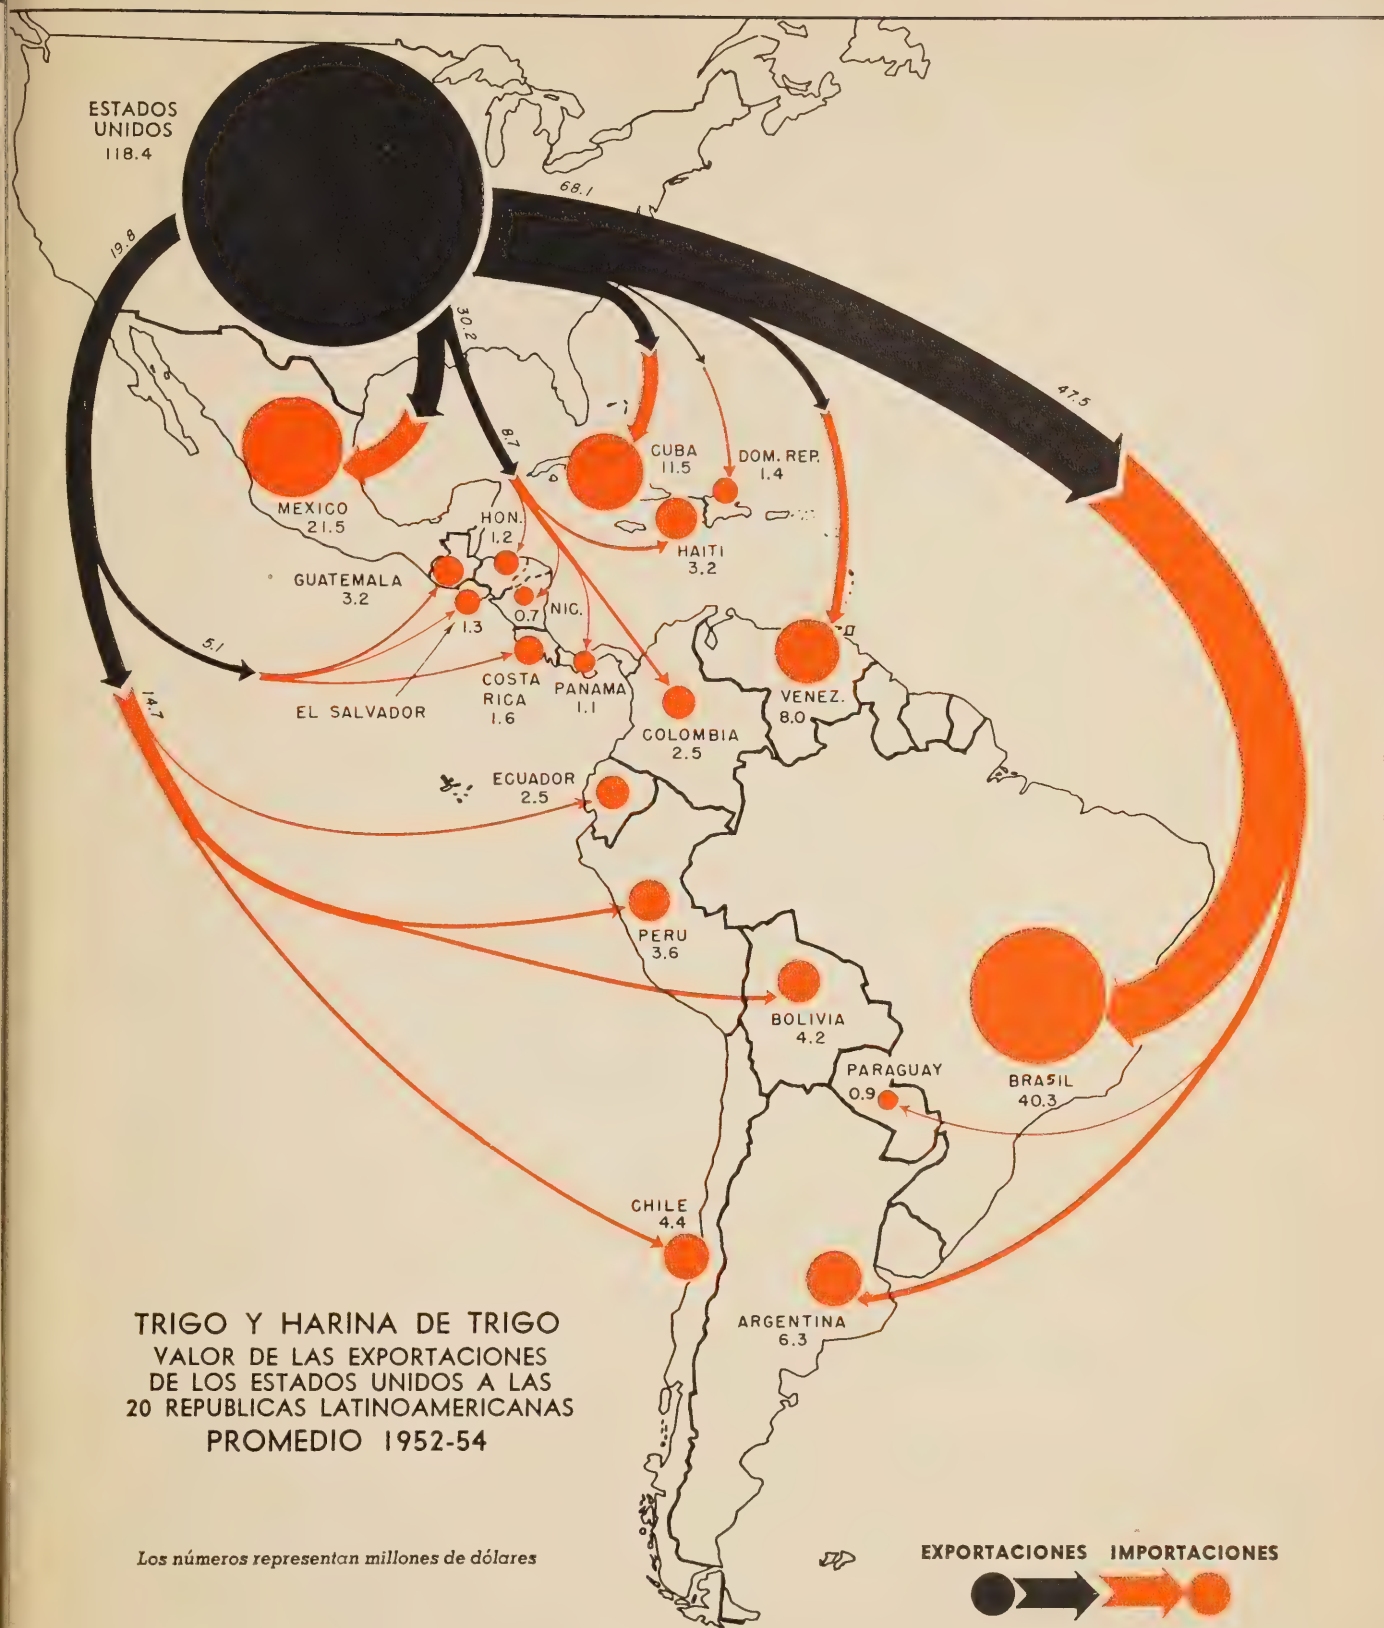 ESTADOS
UNIDOS
118.4
68.1
19.8
30.2
47.5
8.7
CUBA
11.5
DOM. REP.
1.4
MEXICO
21.5
HON.
1.2
HAITI
3.2
GUATEMALA
3.2
0.7
NIC.
1.3
5.1
COSTA
RICA
1.6
PANAMA
1.1
VENEZ.
8.0
14.7
EL SALVADOR
COLOMBIA
2.5
ECUADOR
2.5
PERU
3.6
BOLIVIA
4.2
PARAGUAY
0.9
BRASIL
40.3
CHILE
4.4
ARGENTINA
6.3
TRIGO Y HARINA DE TRIGO
VALOR DE LAS EXPORTACIONES
DE LOS ESTADOS UNIDOS A LAS
20 REPUBLICAS LATINOAMERICANAS
PROMEDIO 1952-54
Los números representan millones de dólares
EXPORTACIONES IMPORTACIONES